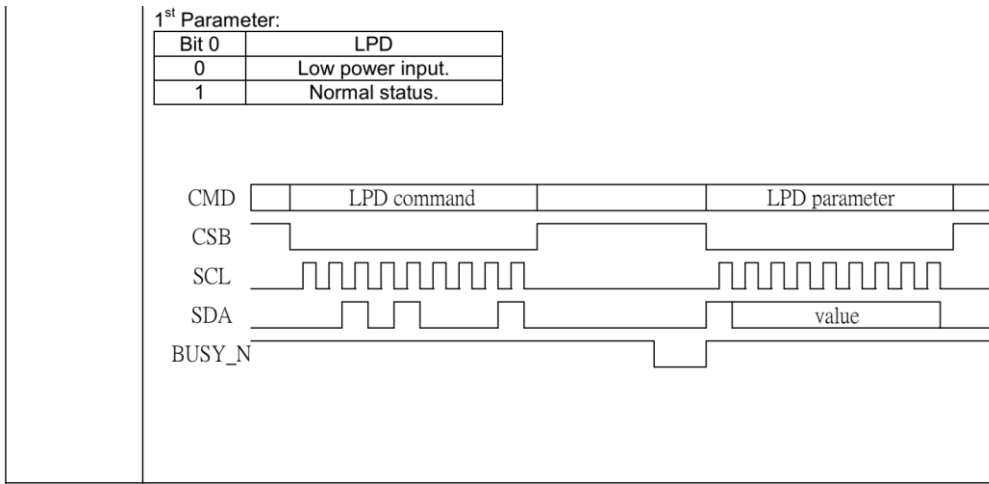 1st Parameter:
Bit 0 LPD
0 Low power input.
1 Normal status.
CMD LPD command LPD parameter
CSB
SCL
SDA value
BUSY_N